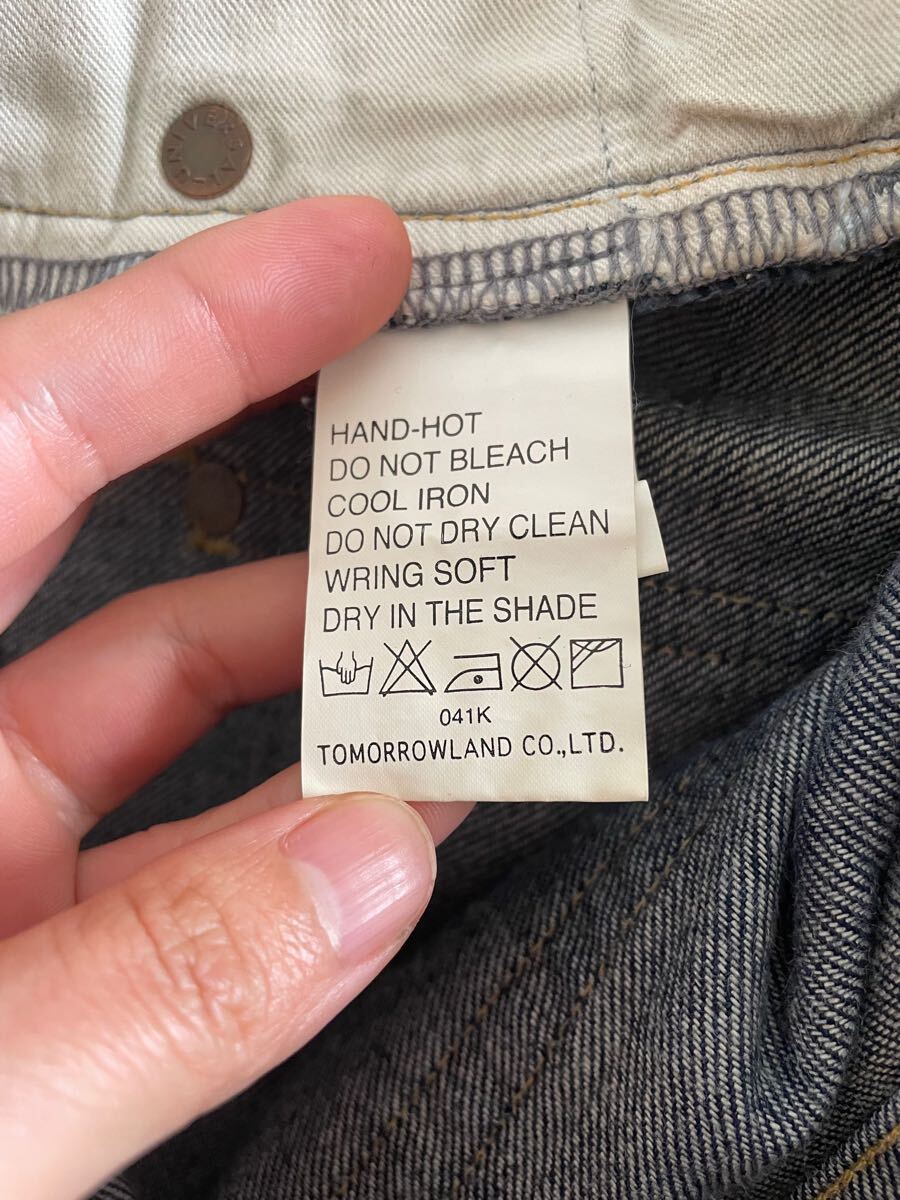 UNIVERSAL
HAND-HOT
DO NOT BLEACH
COOL IRON
DO NOT DRY CLEAN
WRING SOFT
DRY IN THE SHADE
041K
TOMORROWLAND CO.,LTD.